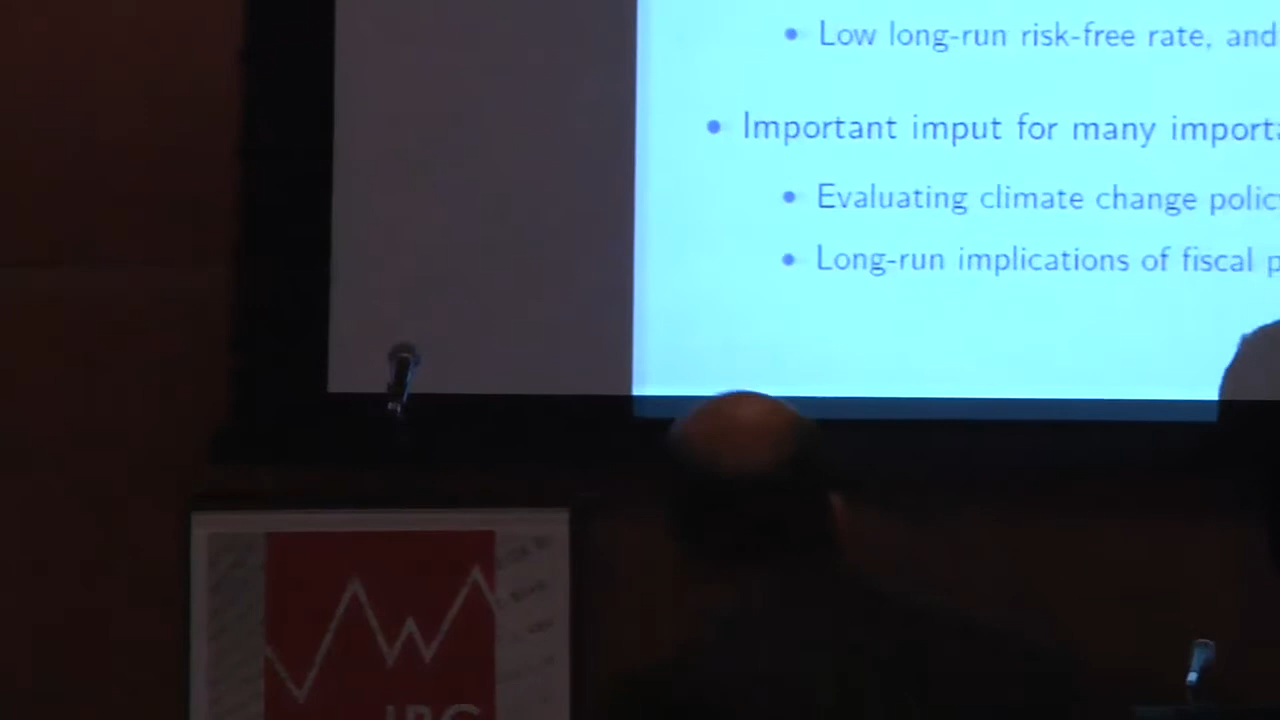 • Low long-run risk-free rate, and
• Important imput for many import
• Evaluating climate change polic
• Long-run implications of fiscal p